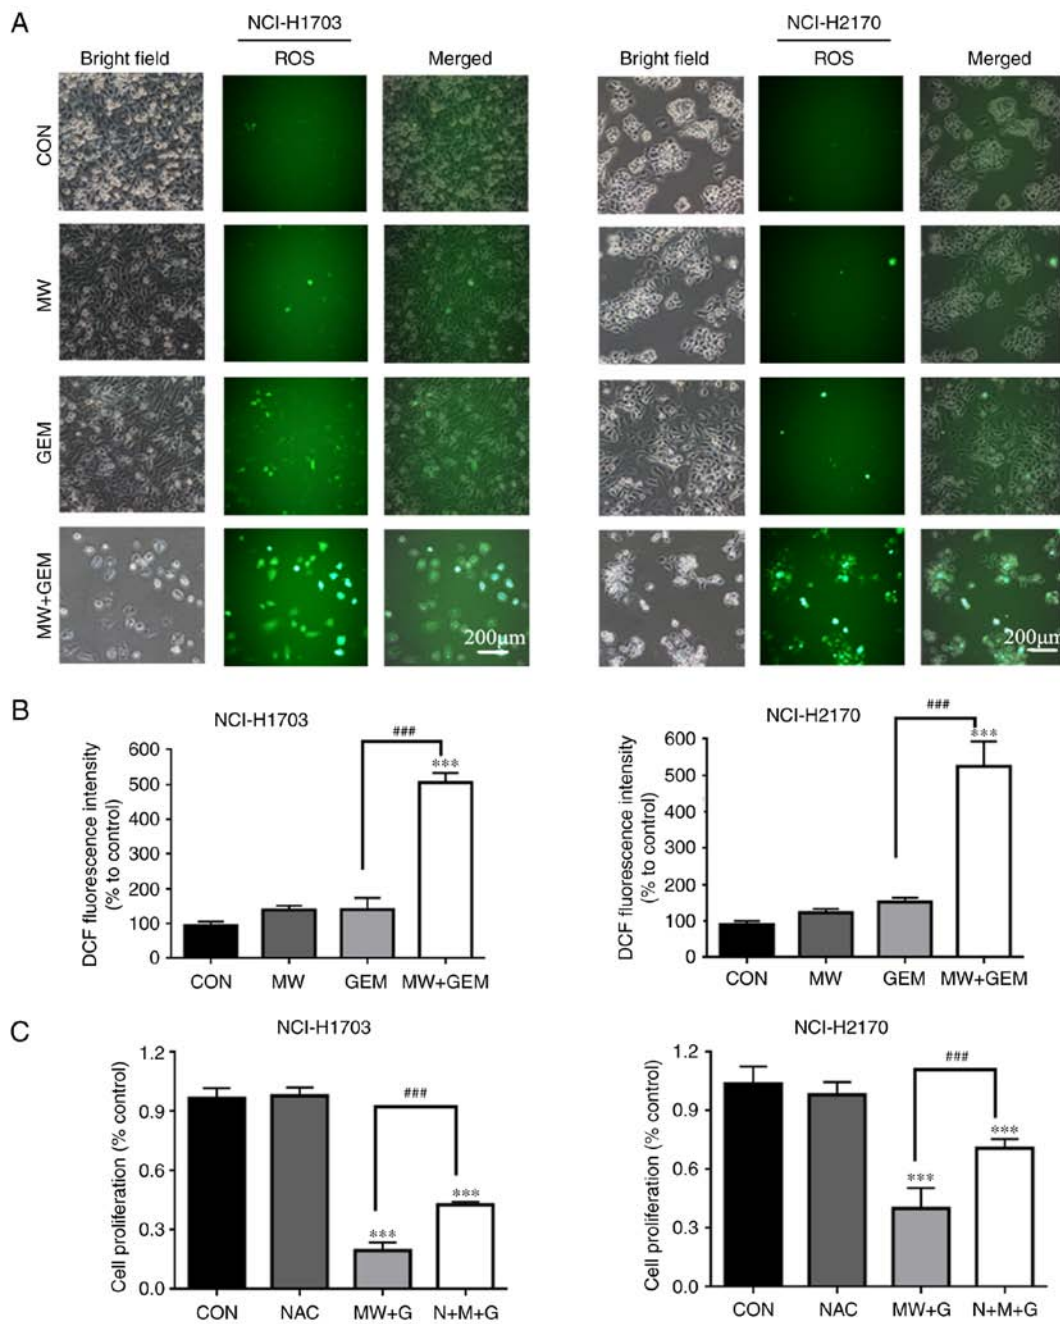 A
NCI-H1703
NCI-H2170
Bright field
ROS
Merged
Bright field
ROS
Merged
CON
MW
GEM
MW+GEM
200μm
200μm
B
NCI-H1703
DCF fluorescence intensity
(% to control)
600
500
400
300
200
100
0
###
***
CON
MW
GEM
MW+GEM
NCI-H2170
DCF fluorescence intensity
(% to control)
600
500
400
300
200
100
0
###
***
CON
MW
GEM
MW+GEM
C
NCI-H1703
Cell proliferation (% control)
1.2
0.9
0.6
0.3
0.0
###
***
***
CON
NAC
MW+G
N+M+G
NCI-H2170
Cell proliferation (% control)
1.2
0.9
0.6
0.3
0.0
###
***
***
CON
NAC
MW+G
N+M+G